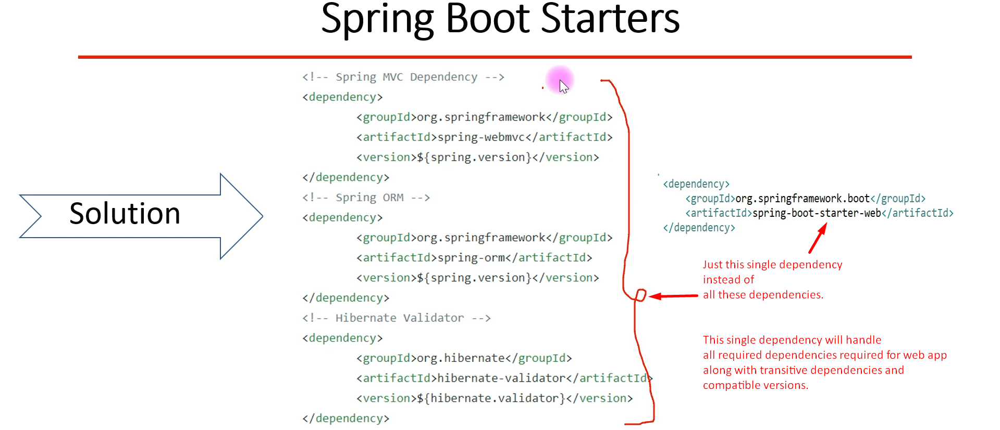 Spring Boot Starters
<!-- Spring MVC Dependency -->
<dependency>
<groupId>org.springframework</groupId>
<artifactId>spring-webmvc</artifactId>
<version>${spring.version}</version>
</dependency>
<!-- Spring ORM -->
<dependency>
<groupId>org.springframework</groupId>
<artifactId>spring-orm</artifactId>
<version>${spring.version}</version>
</dependency>
<!-- Hibernate Validator -->
<dependency>
<groupId>org.hibernate</groupId>
<artifactId>hibernate-validator</artifactId>
<version>${hibernate.validator}</version>
</dependency>
Solution
<dependency>
<groupId>org.springframework.boot</groupId>
<artifactId>spring-boot-starter-web</artifactId>
</dependency>
Just this single dependency
instead of
all these dependencies.
This single dependency will handle
all required dependencies required for web app
along with transitive dependencies and
compatible versions.